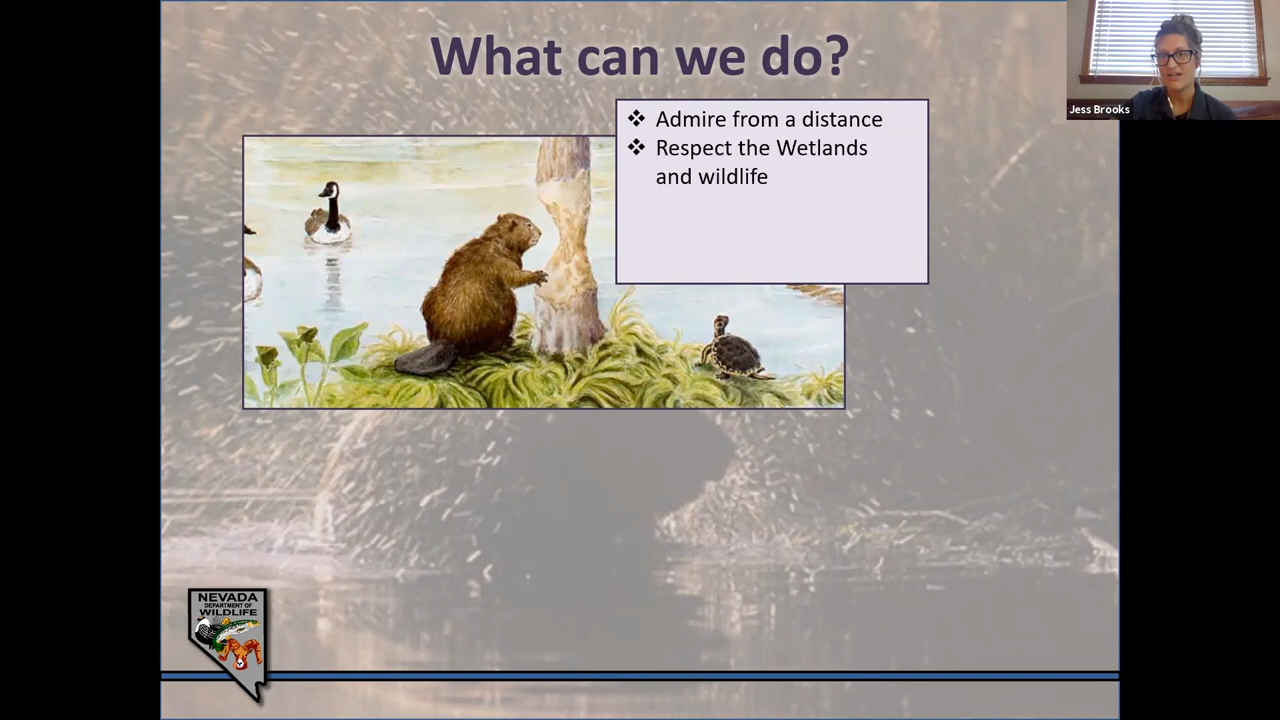 What can we do?
❖ Admire from a distance
❖ Respect the Wetlands
and wildlife
Jess Brooks
NEVADA
DEPARTMENT OF
WILDLIFE